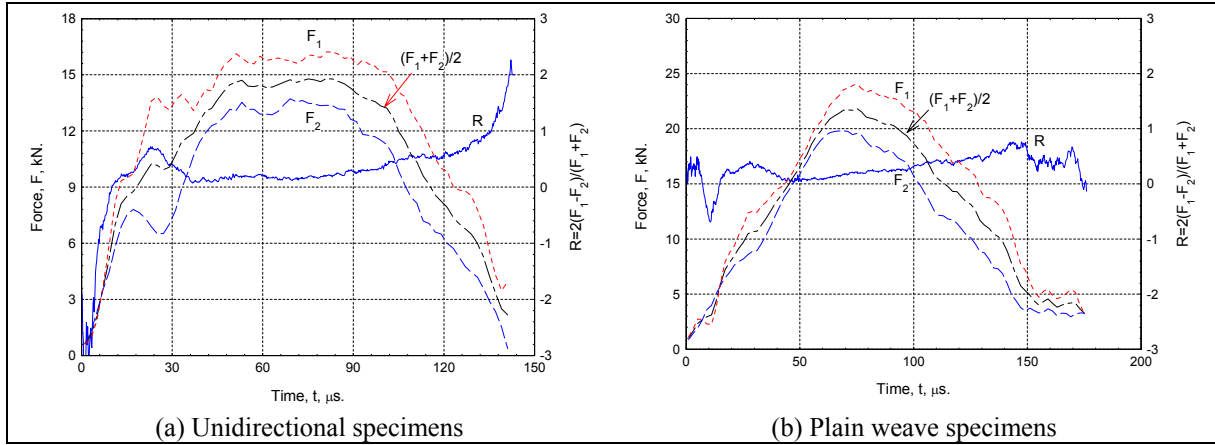 18
15
12
9
6
3
0
Force, F, kN.
0
30
60
90
120
150
Time, t, μs.
3
2
1
0
-1
-2
-3
R=2(F1-F2)/(F1+F2)
F1
(F1+F2)/2
F2
R
(a) Unidirectional specimens
30
25
20
15
10
5
0
Force, F, kN.
0
50
100
150
200
Time, t, μs.
3
2
1
0
-1
-2
-3
R=2(F1-F2)/(F1+F2)
F1
(F1+F2)/2
R
F2
(b) Plain weave specimens